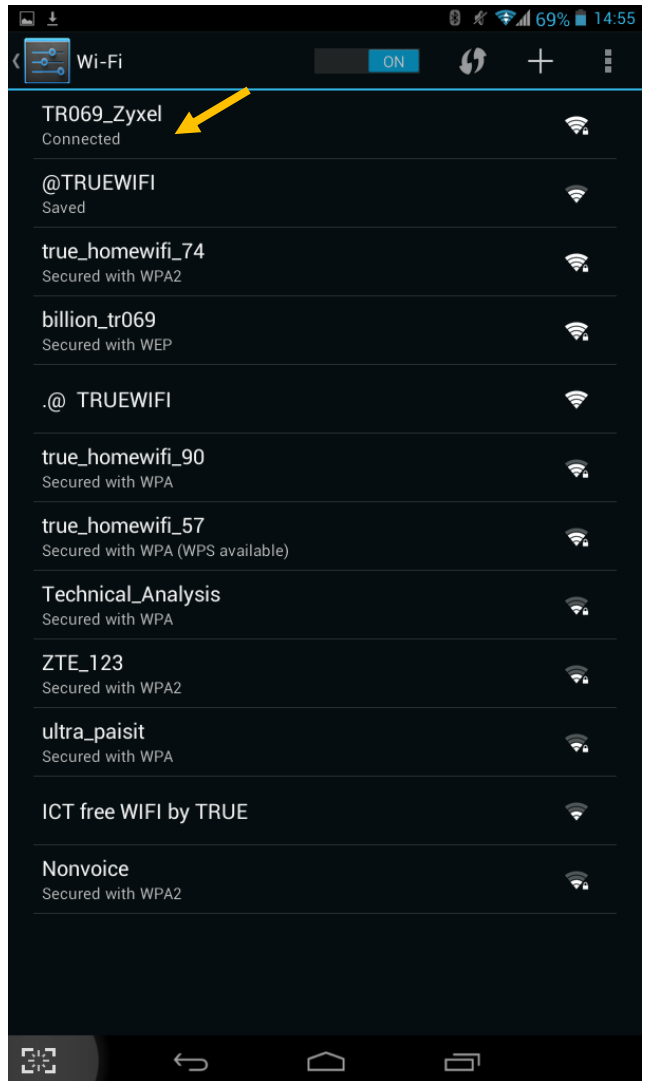 69% 14:55
Wi-Fi ON
TR069_Zyxel
Connected
@TRUEWIFI
Saved
true_homewifi_74
Secured with WPA2
billion_tr069
Secured with WEP
.@ TRUEWIFI
true_homewifi_90
Secured with WPA
true_homewifi_57
Secured with WPA (WPS available)
Technical_Analysis
Secured with WPA
ZTE_123
Secured with WPA2
ultra_paisit
Secured with WPA
ICT free WIFI by TRUE
Nonvoice
Secured with WPA2